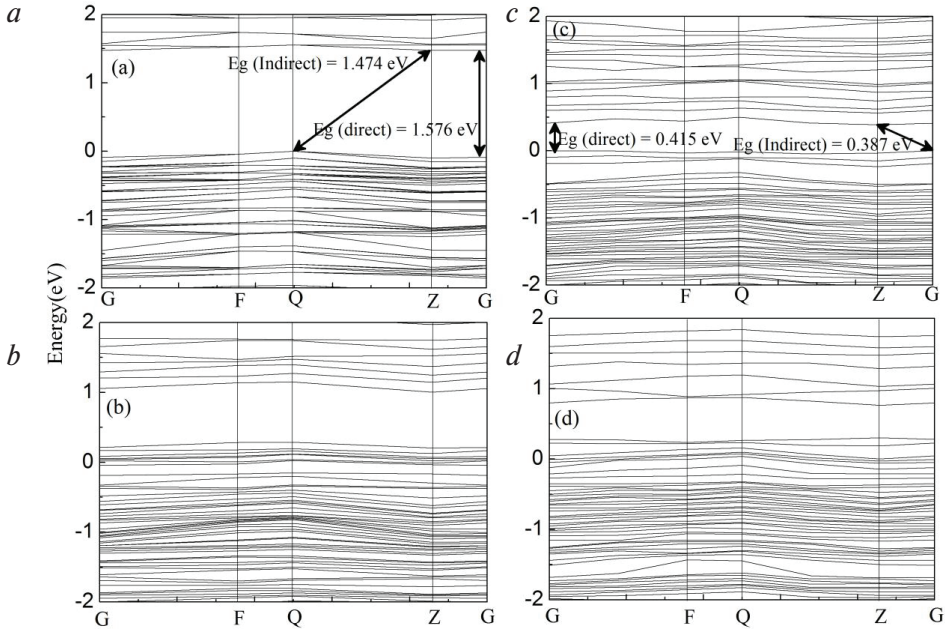 a
2
(a)
Eg (Indirect) = 1.474 eV
1
Eg (direct) = 1.576 eV
0
-1
-2
G F Q Z G
c
2
(c)
1
Eg (direct) = 0.415 eV
Eg (Indirect) = 0.387 eV
0
-1
-2
G F Q Z G
Energy(eV)
b
2
1
(b)
0
-1
-2
G F Q Z G
d
2
1
(d)
0
-1
-2
G F Q Z G